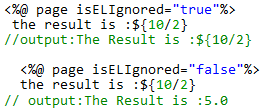 <%@ page isELIgnored="true"%>
the result is :${10/2}
//output:The Result is :${10/2}
<%@ page isELIgnored="false"%>
the result is :${10/2}
// output:The Result is :5.0